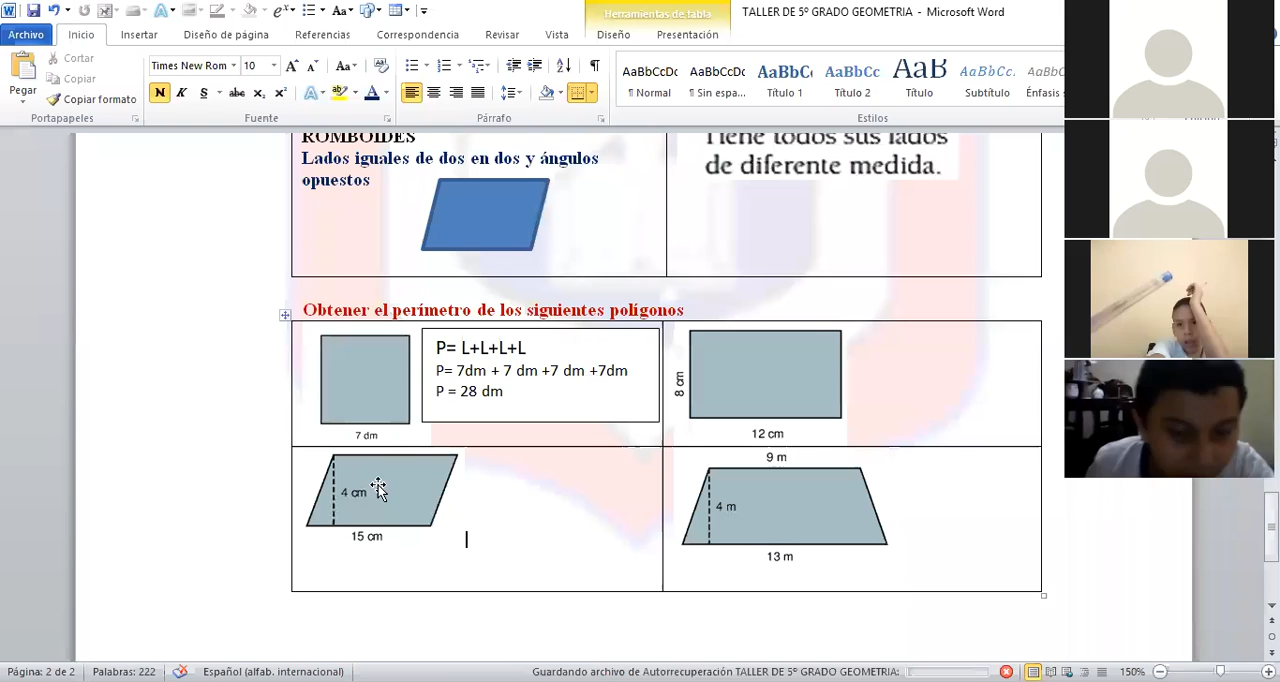 TALLER DE 5º GRADO GEOMETRIA - Microsoft Word
Herramientas de tabla
Archivo Inicio Insertar Diseño de página Referencias Correspondencia Revisar Vista Diseño Presentación
Pegar
Cortar
Copiar
Copiar formato
Portapapeles
Times New Rom 10
N K S abc x₂ x²
Fuente
Párrafo
AaBbCcDc AaBbCcDc AaBbC AaBbCc AaB AaBbCc.
¶ Normal ¶ Sin espa... Título 1 Título 2 Título Subtítulo Énfasis
Estilos
ROMBOIDES
Lados iguales de dos en dos y ángulos
opuestos
Tiene todos sus lados
de diferente medida.
Obtener el perímetro de los siguientes polígonos
P= L+L+L+L
P= 7dm + 7 dm +7 dm +7dm
P = 28 dm
7 dm
8 cm
12 cm
4 cm
15 cm
9 m
4 m
13 m
Página: 2 de 2 Palabras: 222 Español (alfab. internacional) Guardando archivo de Autorrecuperación TALLER DE 5º GRADO GEOMETRIA: 150%